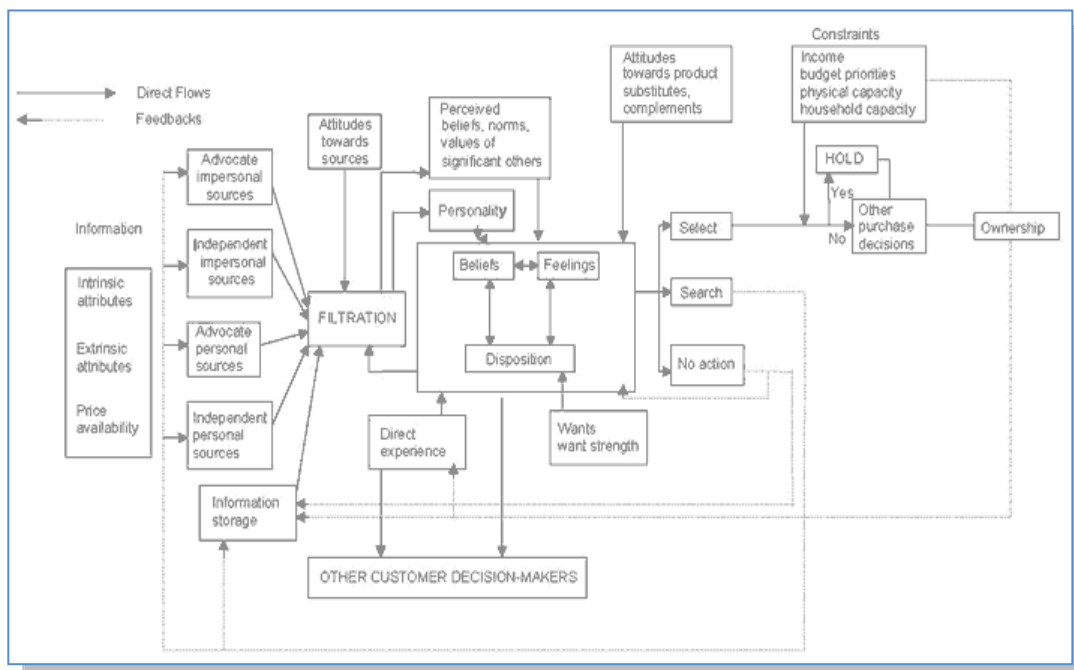 Constraints
Direct Flows
Feedbacks
Attitudes
towards
sources
Perceived
beliefs, norms,
values of
significant others
Attitudes
towards product
substitutes,
complements
Income
budget priorities
physical capacity
household capacity
Advocate
impersonal
sources
HOLD
Yes
No
Other
purchase
decisions
Ownership
Personality
Select
Information
Independent
impersonal
sources
Beliefs
Feelings
Search
Intrinsic
attributes
Extrinsic
attributes
Price
availability
FILTRATION
Advocate
personal
sources
Disposition
No action
Independent
personal
sources
Direct
experience
Wants
want strength
Information
storage
OTHER CUSTOMER DECISION-MAKERS